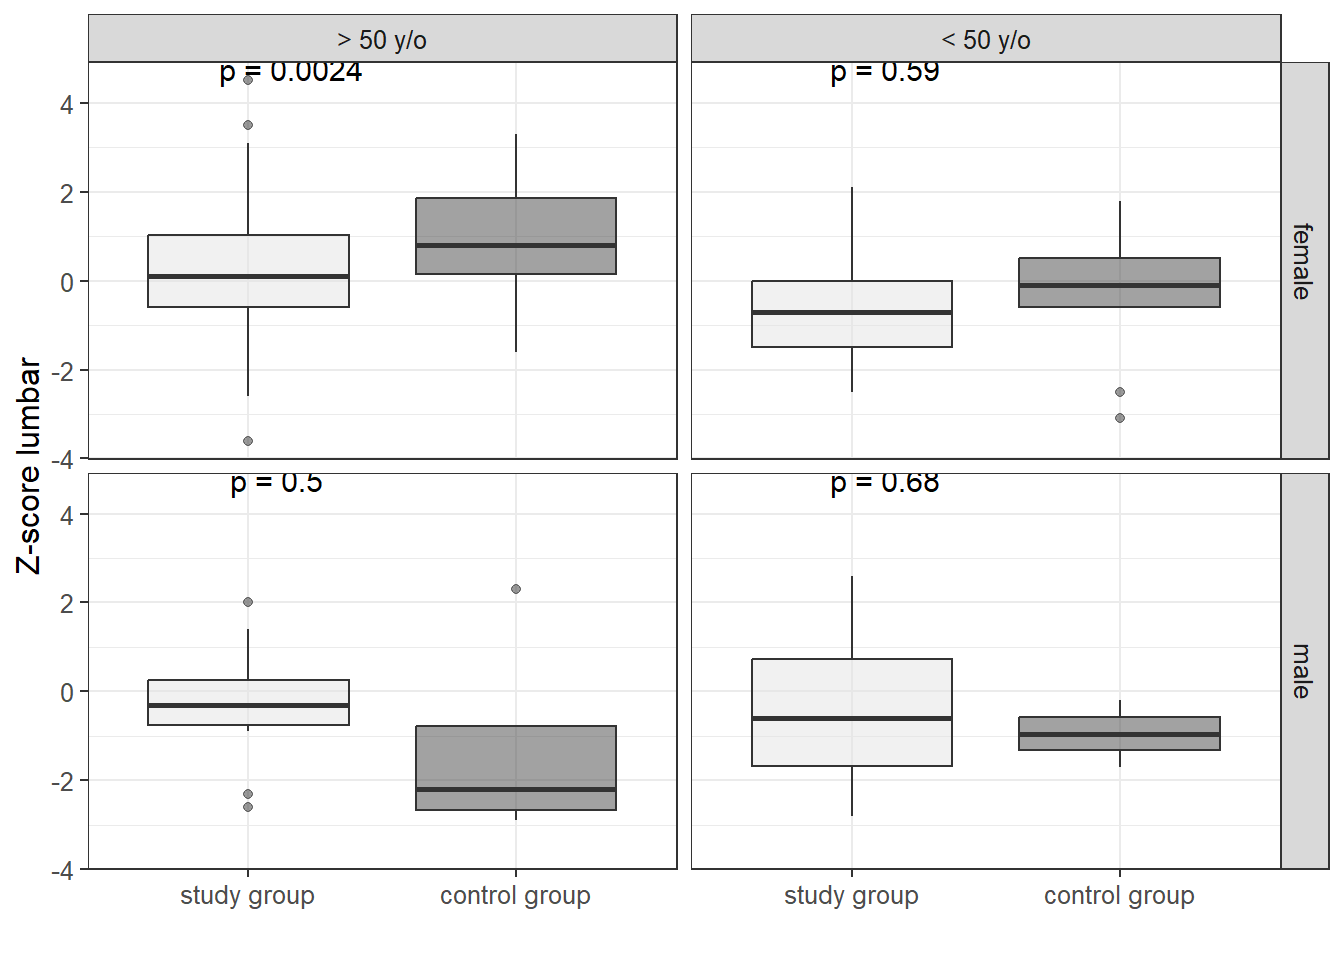 > 50 y/o
< 50 y/o
p = 0.0024
p = 0.59
4
2
0
-2
-4
female
Z-score lumbar
p = 0.5
p = 0.68
4
2
0
-2
-4
male
study group
control group
study group
control group